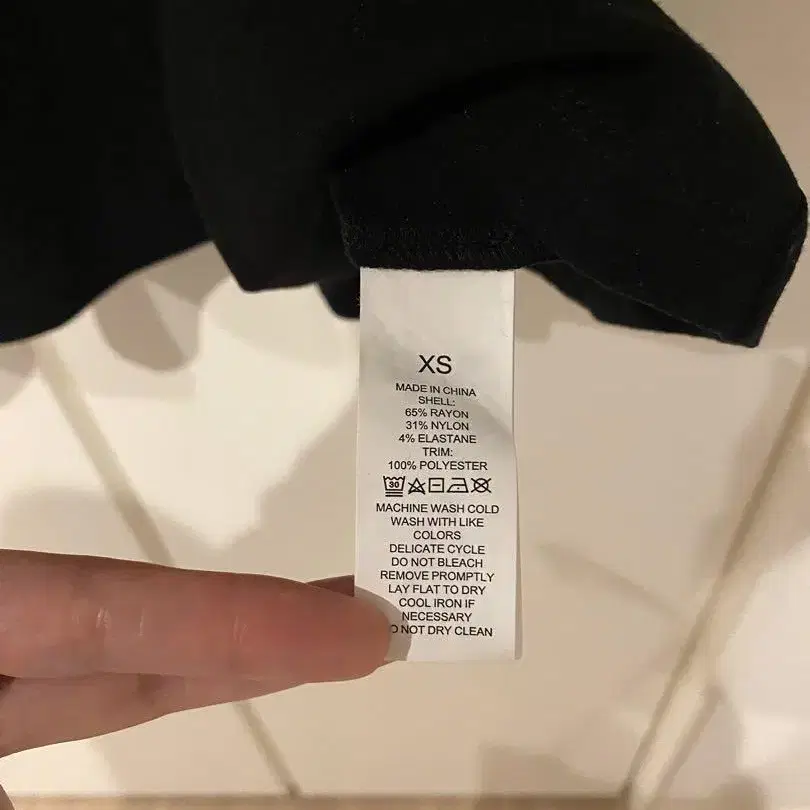 XS
MADE IN CHINA
SHELL:
65% RAYON
31% NYLON
4% ELASTANE
TRIM:
100% POLYESTER
30
MACHINE WASH COLD
WASH WITH LIKE
COLORS
DELICATE CYCLE
DO NOT BLEACH
REMOVE PROMPTLY
LAY FLAT TO DRY
COOL IRON IF
NECESSARY
DO NOT DRY CLEAN